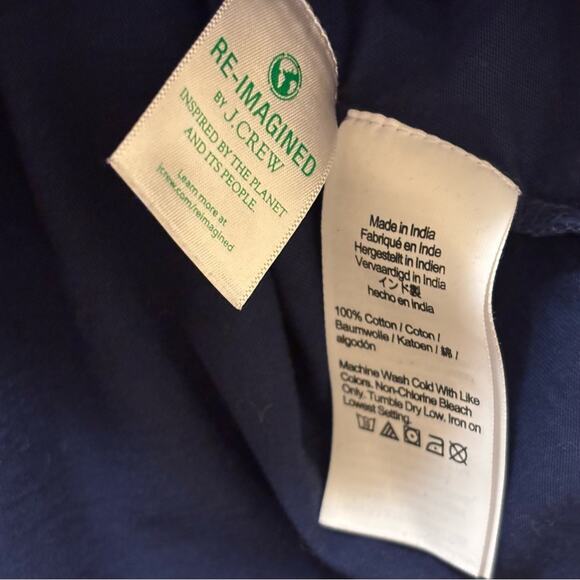 RE-IMAGINED
BY J.CREW
INSPIRED BY THE PLANET
AND ITS PEOPLE.
Learn more at
jcrew.com/reimagined
Made in India
Fabriqué en Inde
Hergestellt in Indien
Vervaardigd in India
インド製
hecho en India
100% Cotton / Coton /
Baumwolle / Katoen / 綿 /
algodón
Machine Wash Cold With Like
Colors. Non-Chlorine Bleach
Only. Tumble Dry Low. Iron on
Lowest Setting.